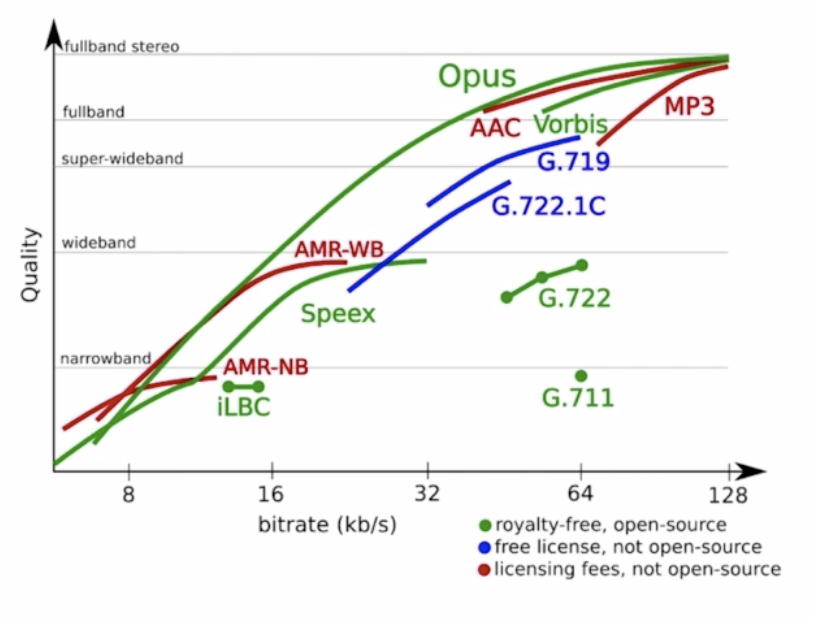 fullband stereo
Opus
fullband
MP3
AAC
Vorbis
super-wideband
G.719
G.722.1C
wideband
AMR-WB
Quality
G.722
Speex
narrowband
AMR-NB
iLBC
G.711
8 16 32 64 128
bitrate (kb/s)
royalty-free, open-source
free license, not open-source
licensing fees, not open-source